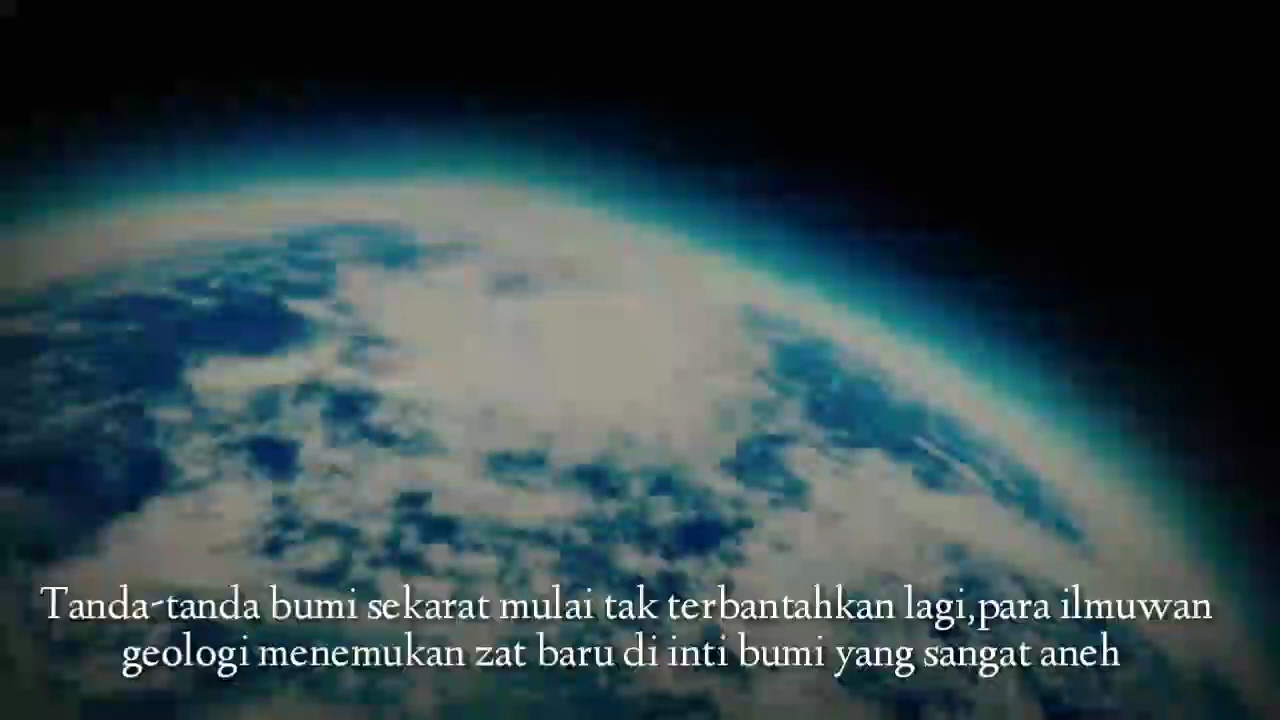 Tanda-tanda bumi sekarat mulai tak terbantahkan lagi,para ilmuwan
geologi menemukan zat baru di inti bumi yang sangat aneh